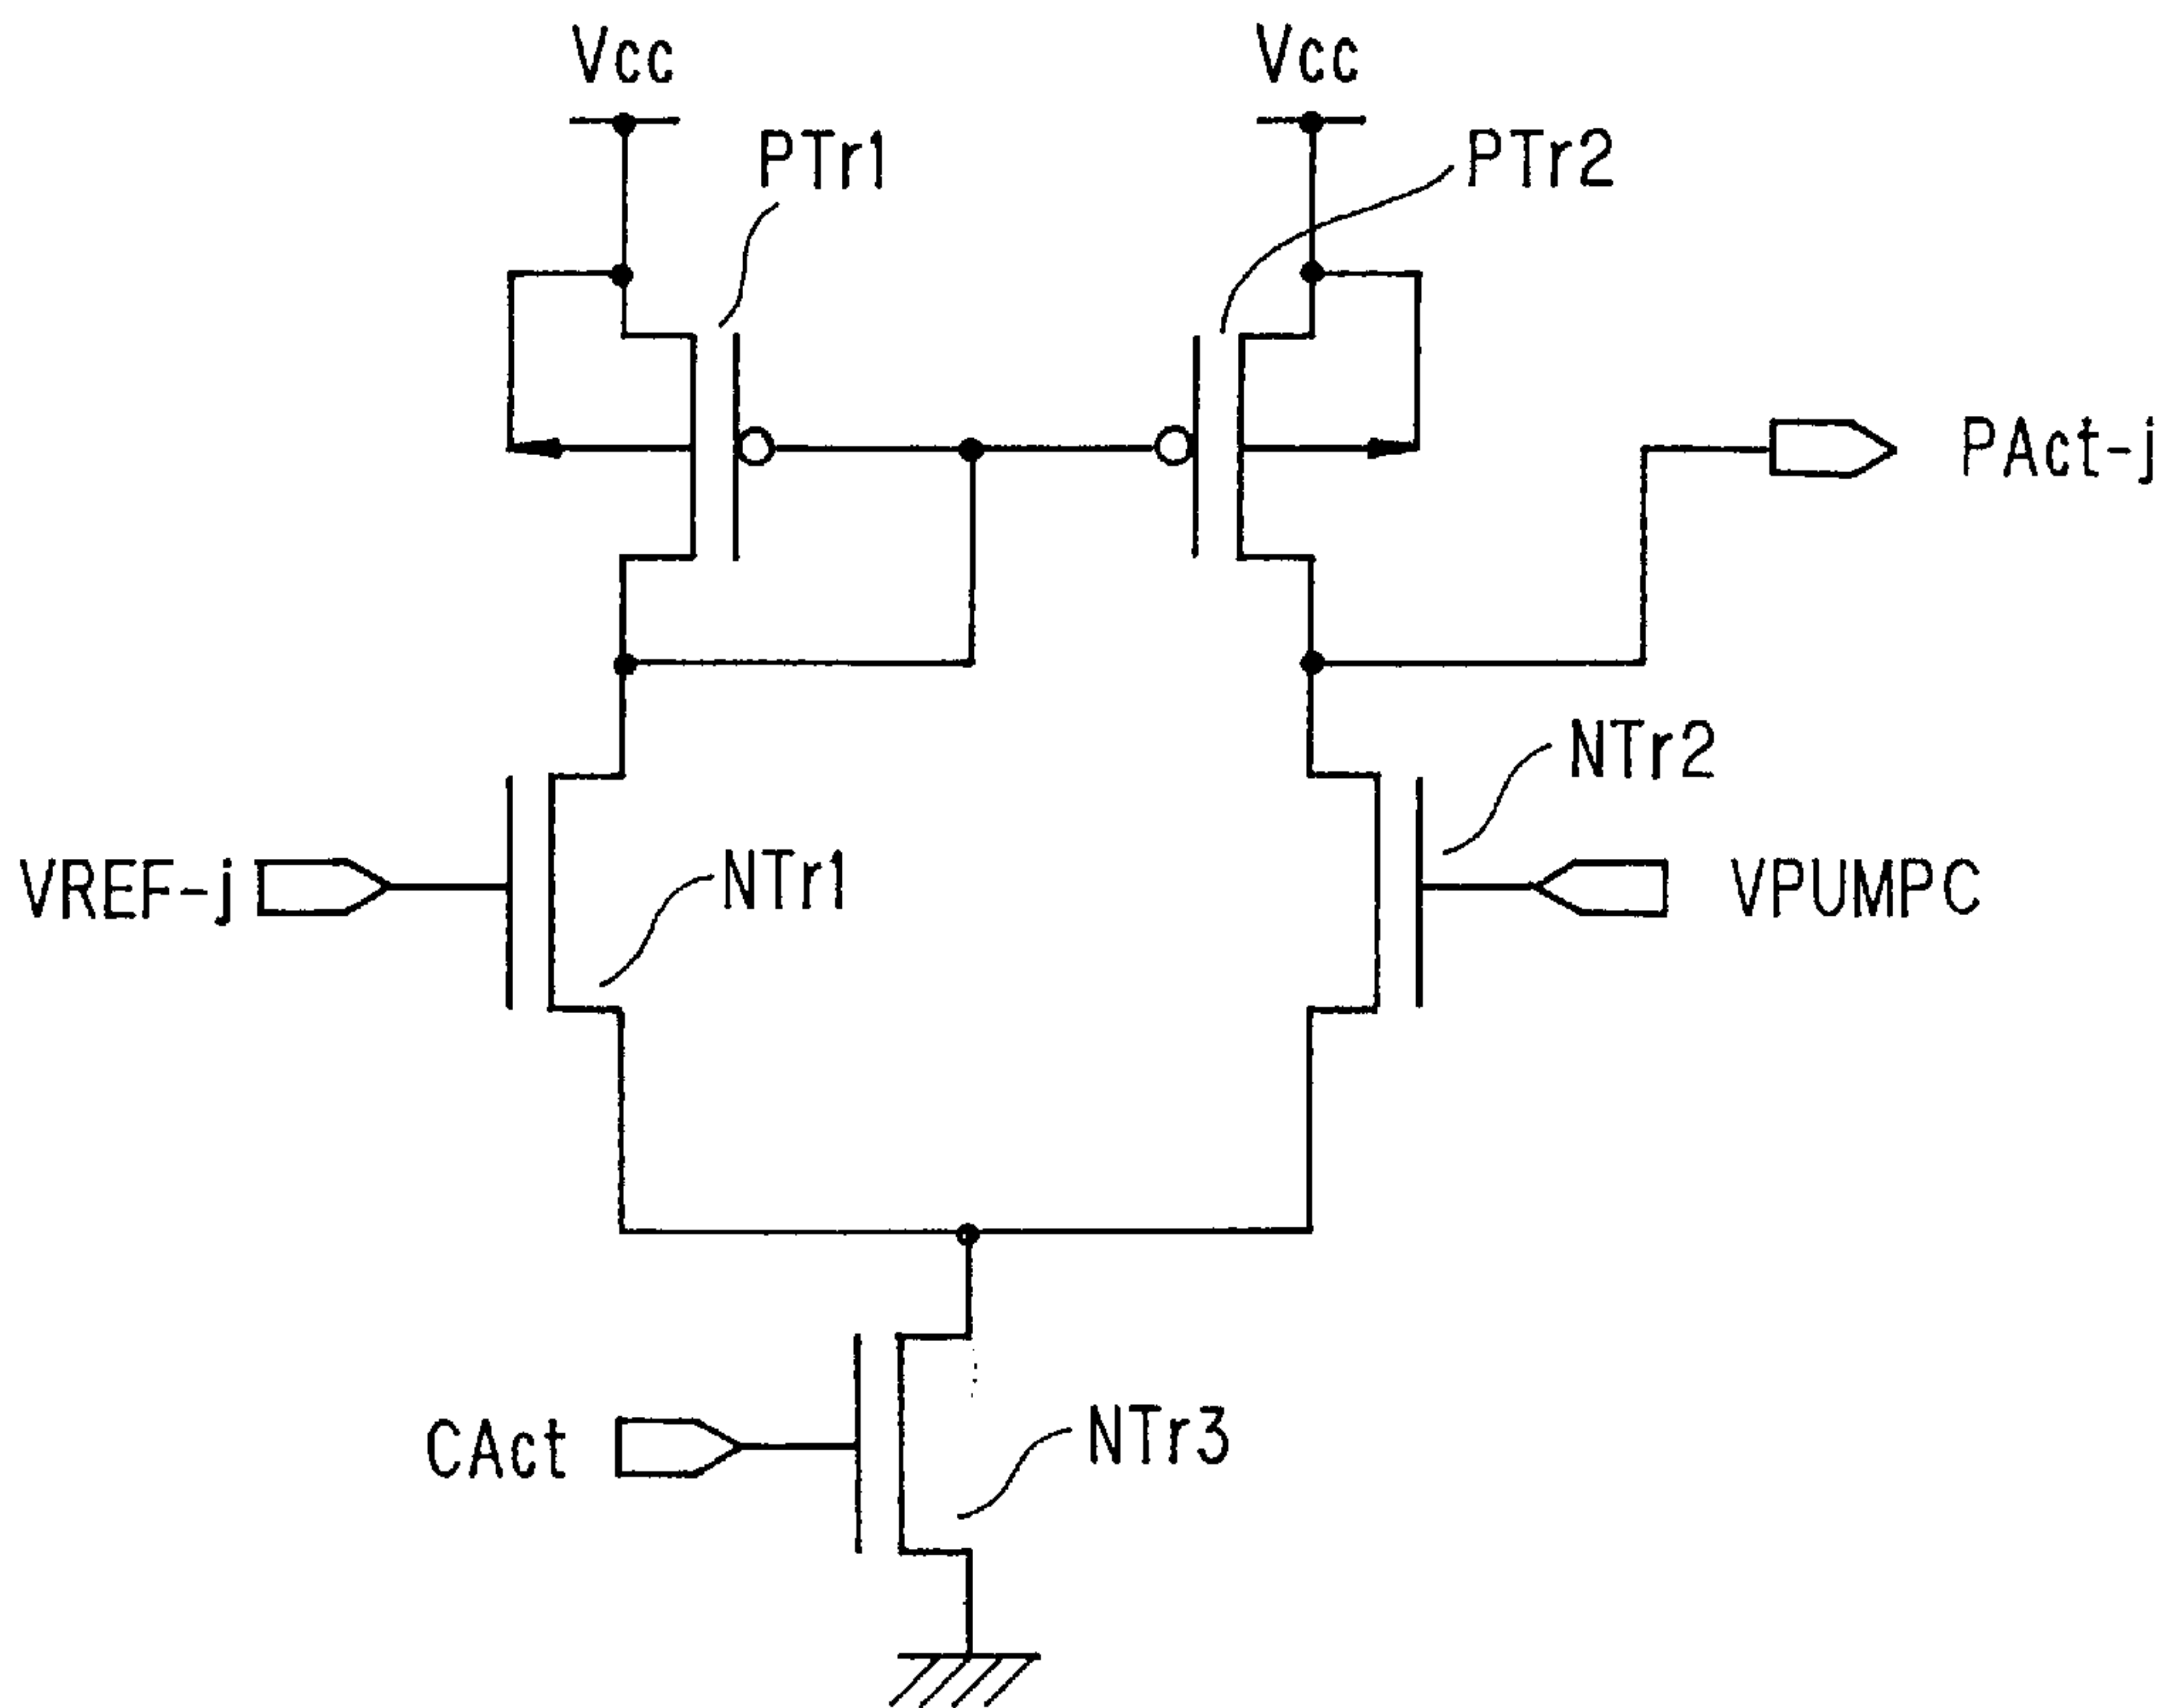 Vcc
Vcc
PTr1
PTr2
PAct-j
NTr2
VREF-j
NTr1
VPUMPC
CAct
NTr3